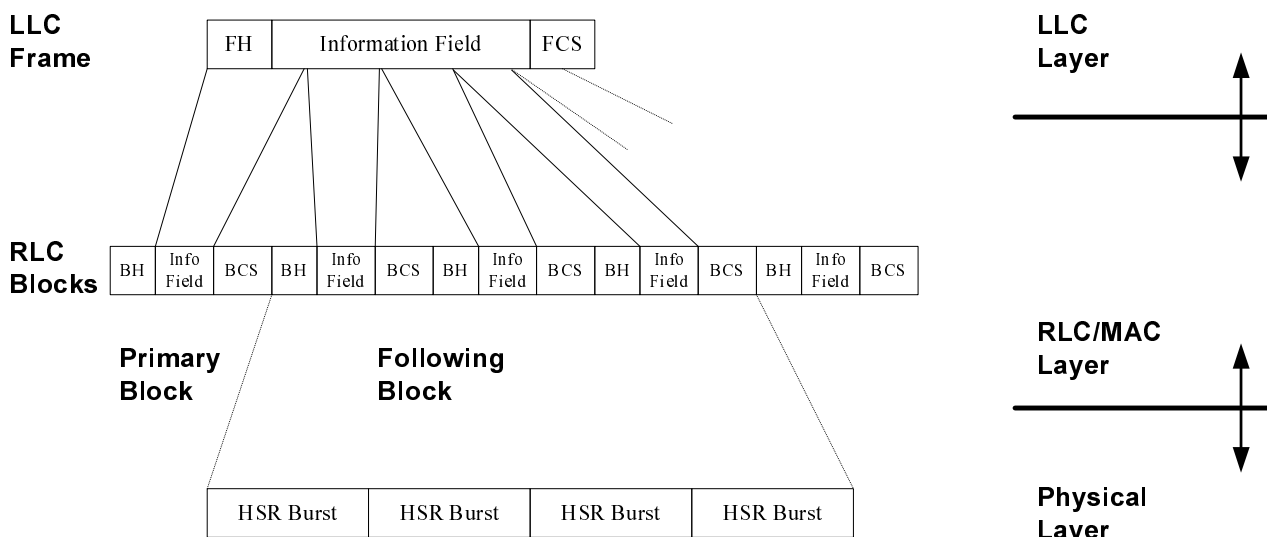 LLC
Frame
FH
Information Field
FCS
LLC
Layer
RLC
Blocks
BH
Info
Field
BCS
BH
Info
Field
BCS
BH
Info
Field
BCS
BH
Info
Field
BCS
BH
Info
Field
BCS
Primary
Block
Following
Block
RLC/MAC
Layer
HSR Burst
HSR Burst
HSR Burst
HSR Burst
Physical
Layer